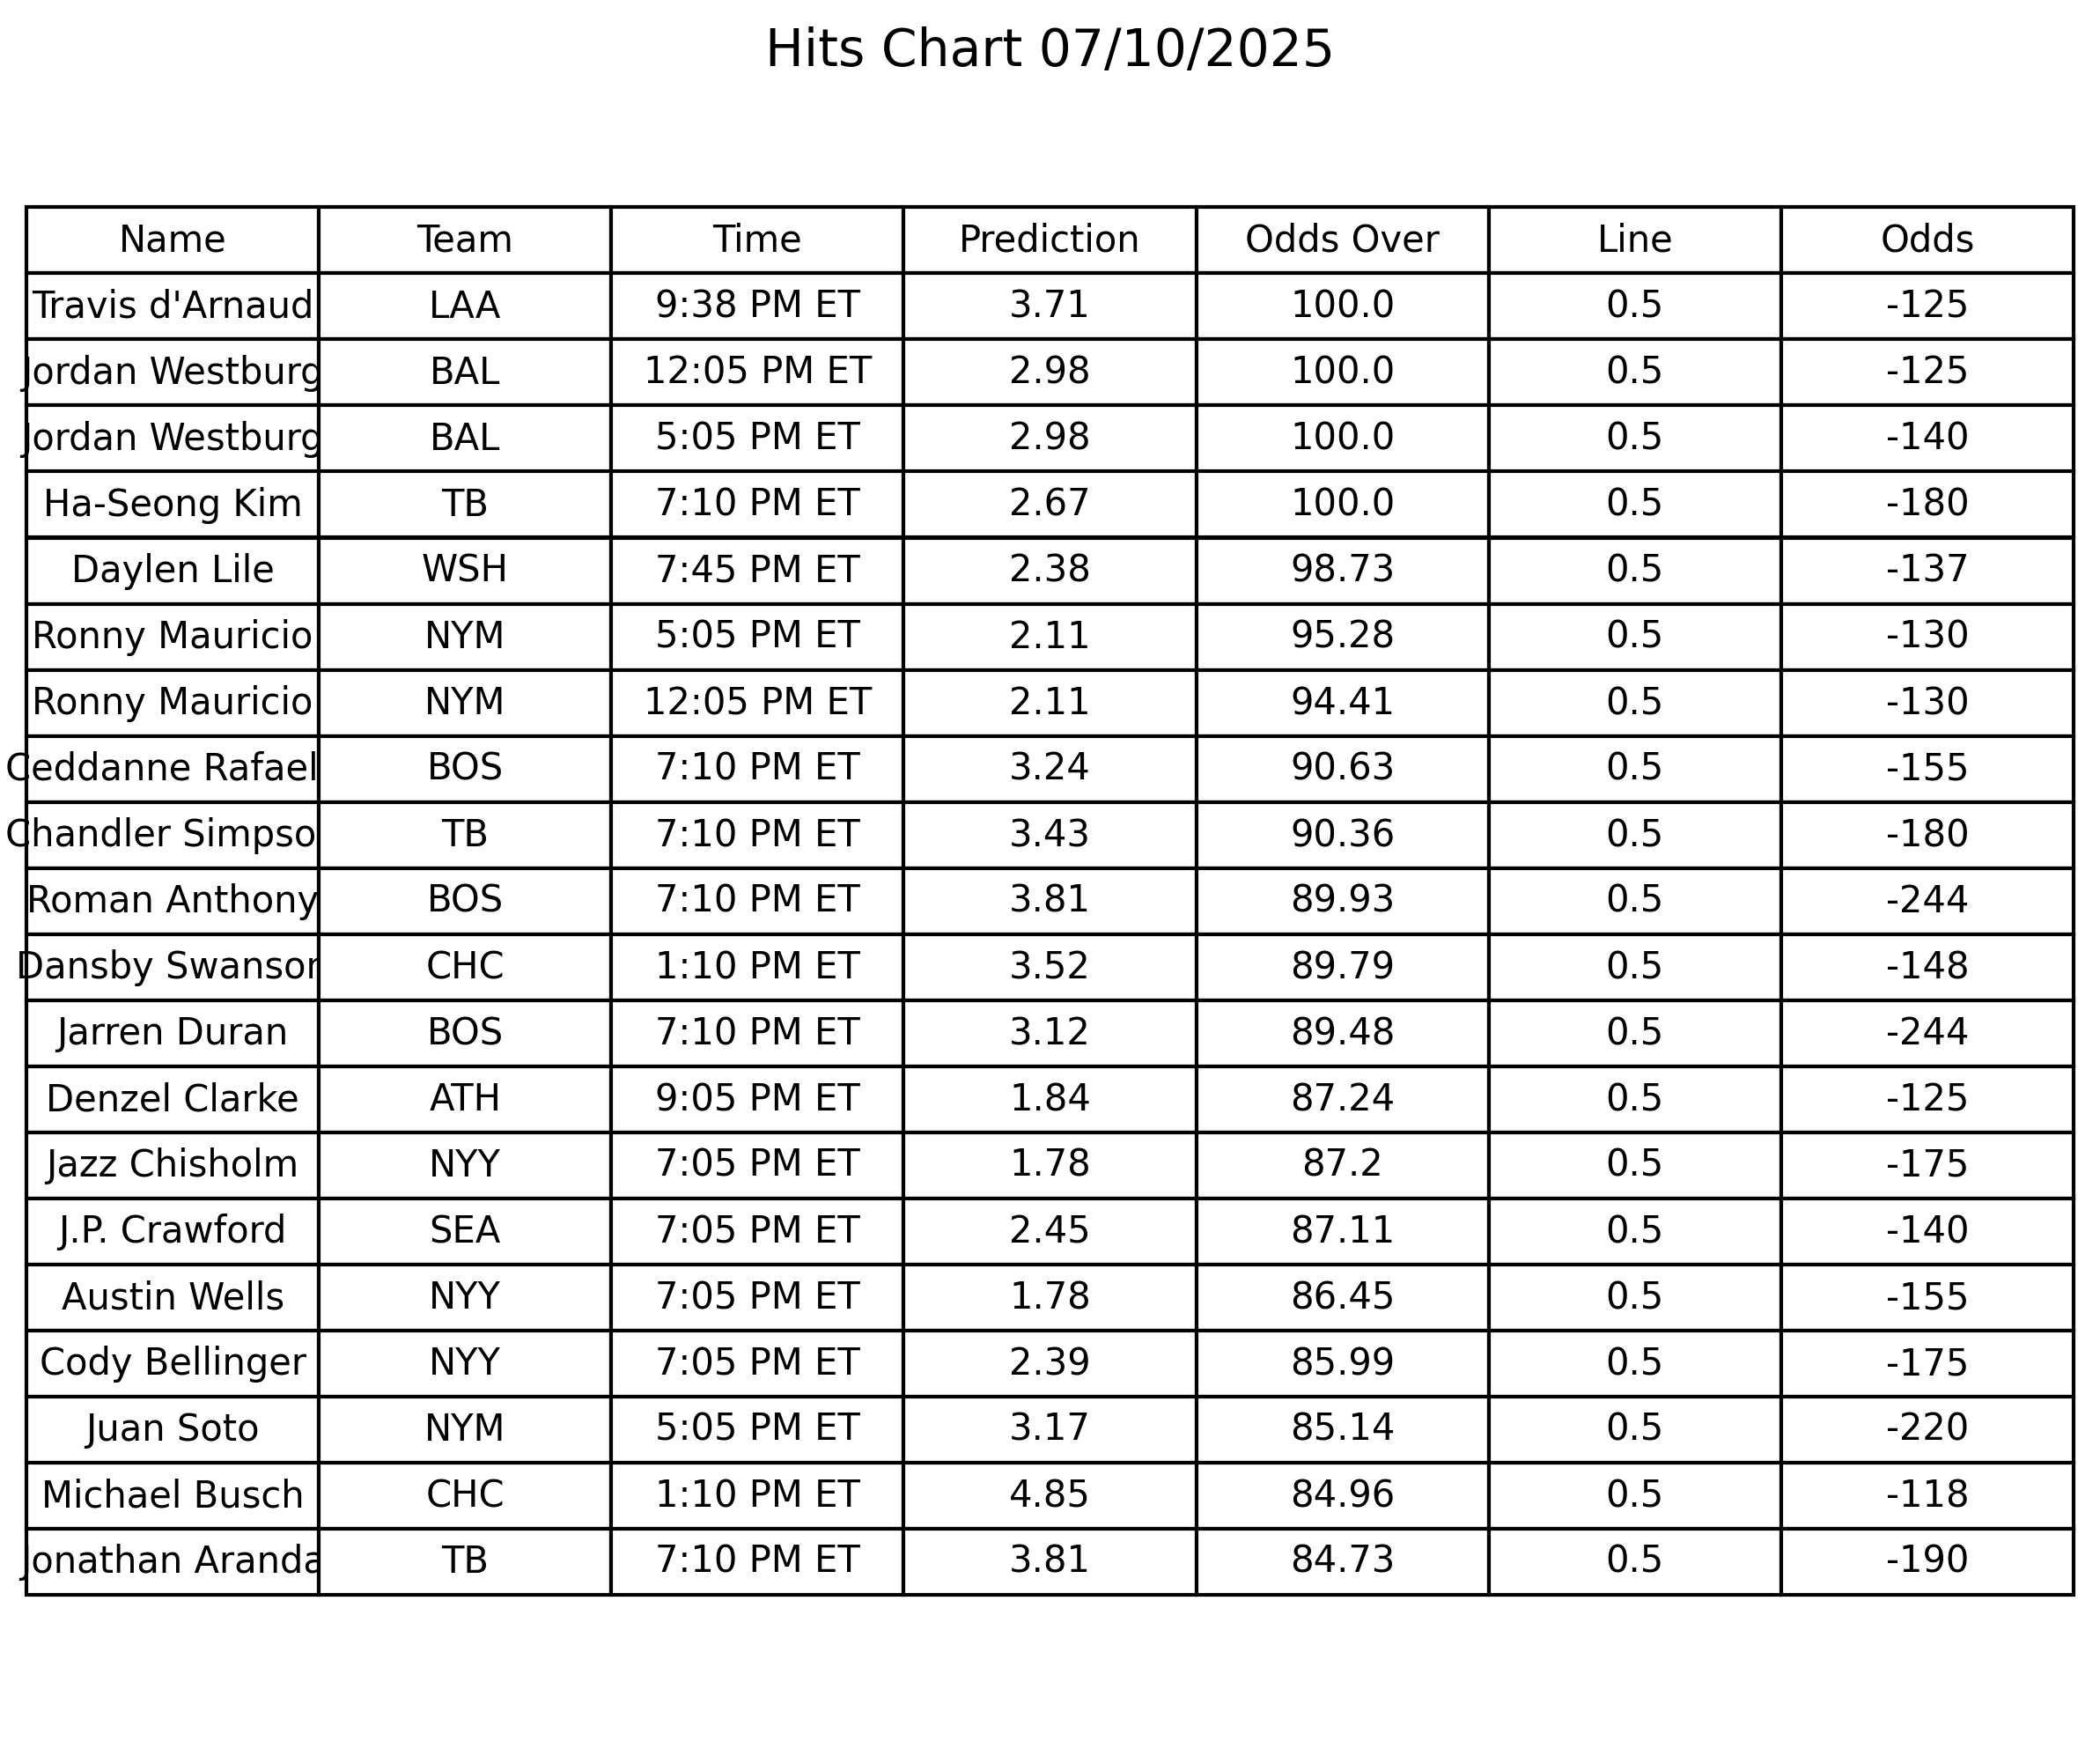 Hits Chart 07/10/2025
Name Team Time Prediction Odds Over Line Odds
Travis d'Arnaud LAA 9:38 PM ET 3.71 100.0 0.5 -125
Jordan Westburg BAL 12:05 PM ET 2.98 100.0 0.5 -125
Jordan Westburg BAL 5:05 PM ET 2.98 100.0 0.5 -140
Ha-Seong Kim TB 7:10 PM ET 2.67 100.0 0.5 -180
Daylen Lile WSH 7:45 PM ET 2.38 98.73 0.5 -137
Ronny Mauricio NYM 5:05 PM ET 2.11 95.28 0.5 -130
Ronny Mauricio NYM 12:05 PM ET 2.11 94.41 0.5 -130
Ceddanne Rafael BOS 7:10 PM ET 3.24 90.63 0.5 -155
Chandler Simpso TB 7:10 PM ET 3.43 90.36 0.5 -180
Roman Anthony BOS 7:10 PM ET 3.81 89.93 0.5 -244
Dansby Swanson CHC 1:10 PM ET 3.52 89.79 0.5 -148
Jarren Duran BOS 7:10 PM ET 3.12 89.48 0.5 -244
Denzel Clarke ATH 9:05 PM ET 1.84 87.24 0.5 -125
Jazz Chisholm NYY 7:05 PM ET 1.78 87.2 0.5 -175
J.P. Crawford SEA 7:05 PM ET 2.45 87.11 0.5 -140
Austin Wells NYY 7:05 PM ET 1.78 86.45 0.5 -155
Cody Bellinger NYY 7:05 PM ET 2.39 85.99 0.5 -175
Juan Soto NYM 5:05 PM ET 3.17 85.14 0.5 -220
Michael Busch CHC 1:10 PM ET 4.85 84.96 0.5 -118
Jonathan Aranda TB 7:10 PM ET 3.81 84.73 0.5 -190